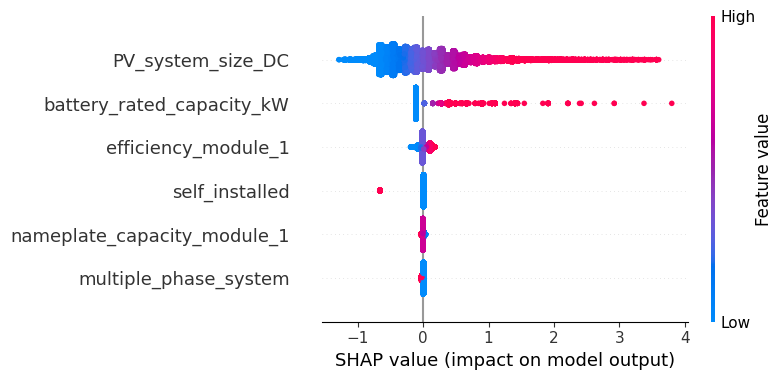 High
PV_system_size_DC
battery_rated_capacity_kW
efficiency_module_1
self_installed
nameplate_capacity_module_1
multiple_phase_system
Feature value
Low
−1 0 1 2 3 4
SHAP value (impact on model output)